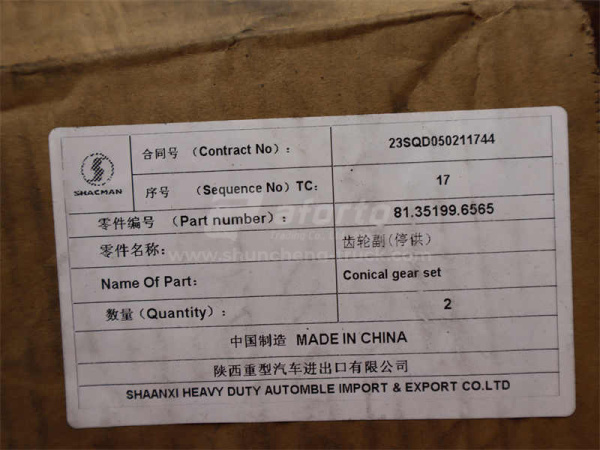 SHACMAN
合同号 (Contract No): 23SQD050211744
序号 (Sequence No) TC: 17
零件编号 (Part number): 81.35199.6565
零件名称: 齿轮副(停供)
Name Of Part: Conical gear set
数量 (Quantity): 2
中国制造 MADE IN CHINA
陕西重型汽车进出口有限公司
SHAANXI HEAVY DUTY AUTOMBLE IMPORT & EXPORT CO.LTD